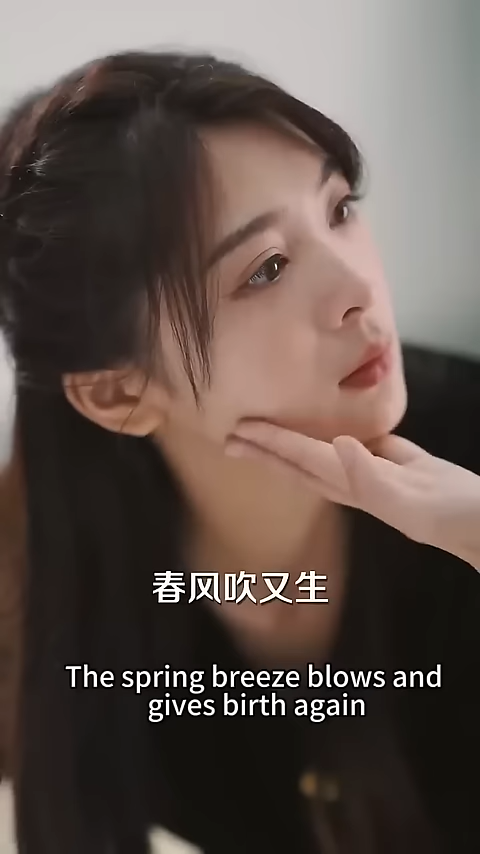 春风吹又生
The spring breeze blows and
gives birth again